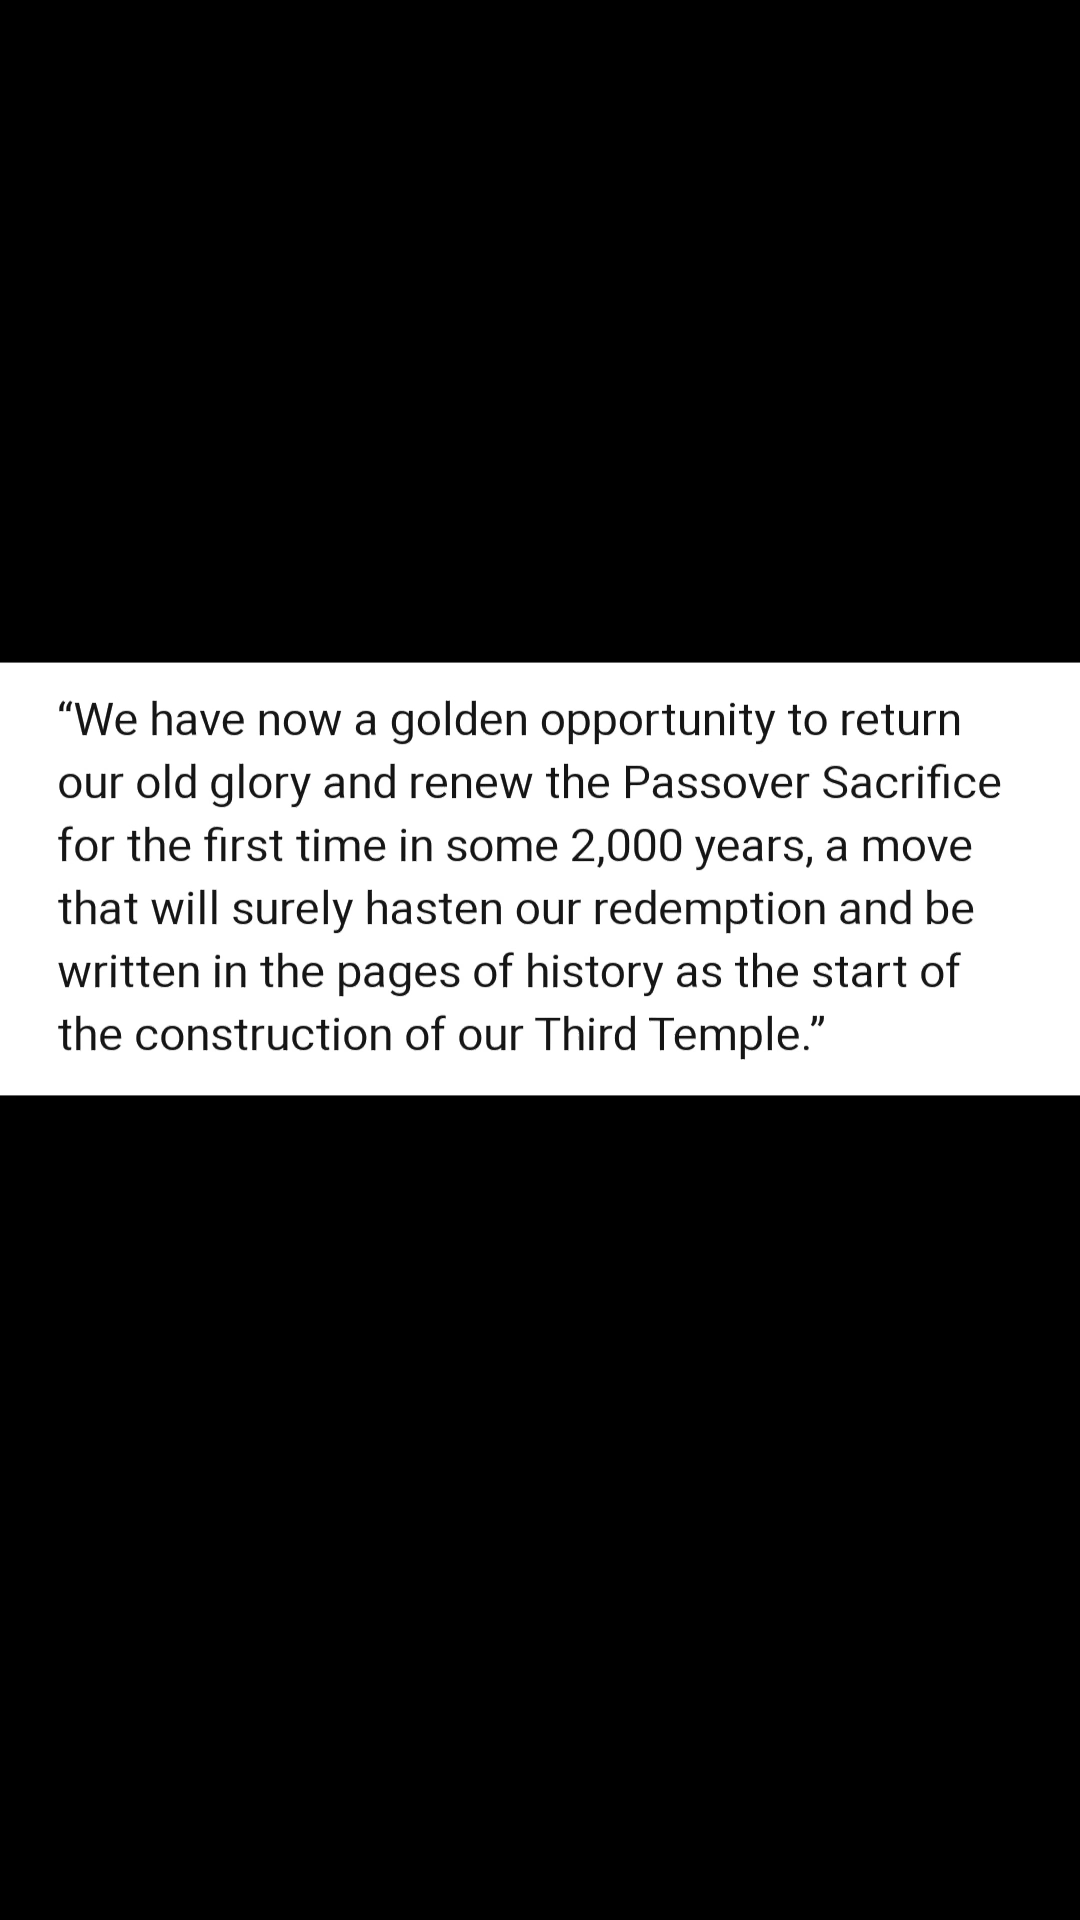 “We have now a golden opportunity to return
our old glory and renew the Passover Sacrifice
for the first time in some 2,000 years, a move
that will surely hasten our redemption and be
written in the pages of history as the start of
the construction of our Third Temple.”